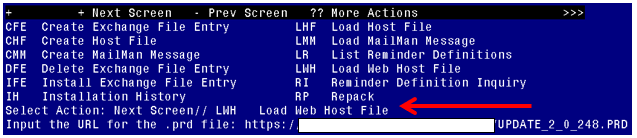 + + Next Screen - Prev Screen ?? More Actions >>>
CFE Create Exchange File Entry LHF Load Host File
CHF Create Host File LMM Load MailMan Message
CMM Create MailMan Message LR List Reminder Definitions
DFE Delete Exchange File Entry LWH Load Web Host File
IFE Install Exchange File Entry RI Reminder Definition Inquiry
IH Installation History RP Repack
Select Action: Next Screen// LWH Load Web Host File
Input the URL for the .prd file: https:/ /UPDATE_2_0_248.PRD